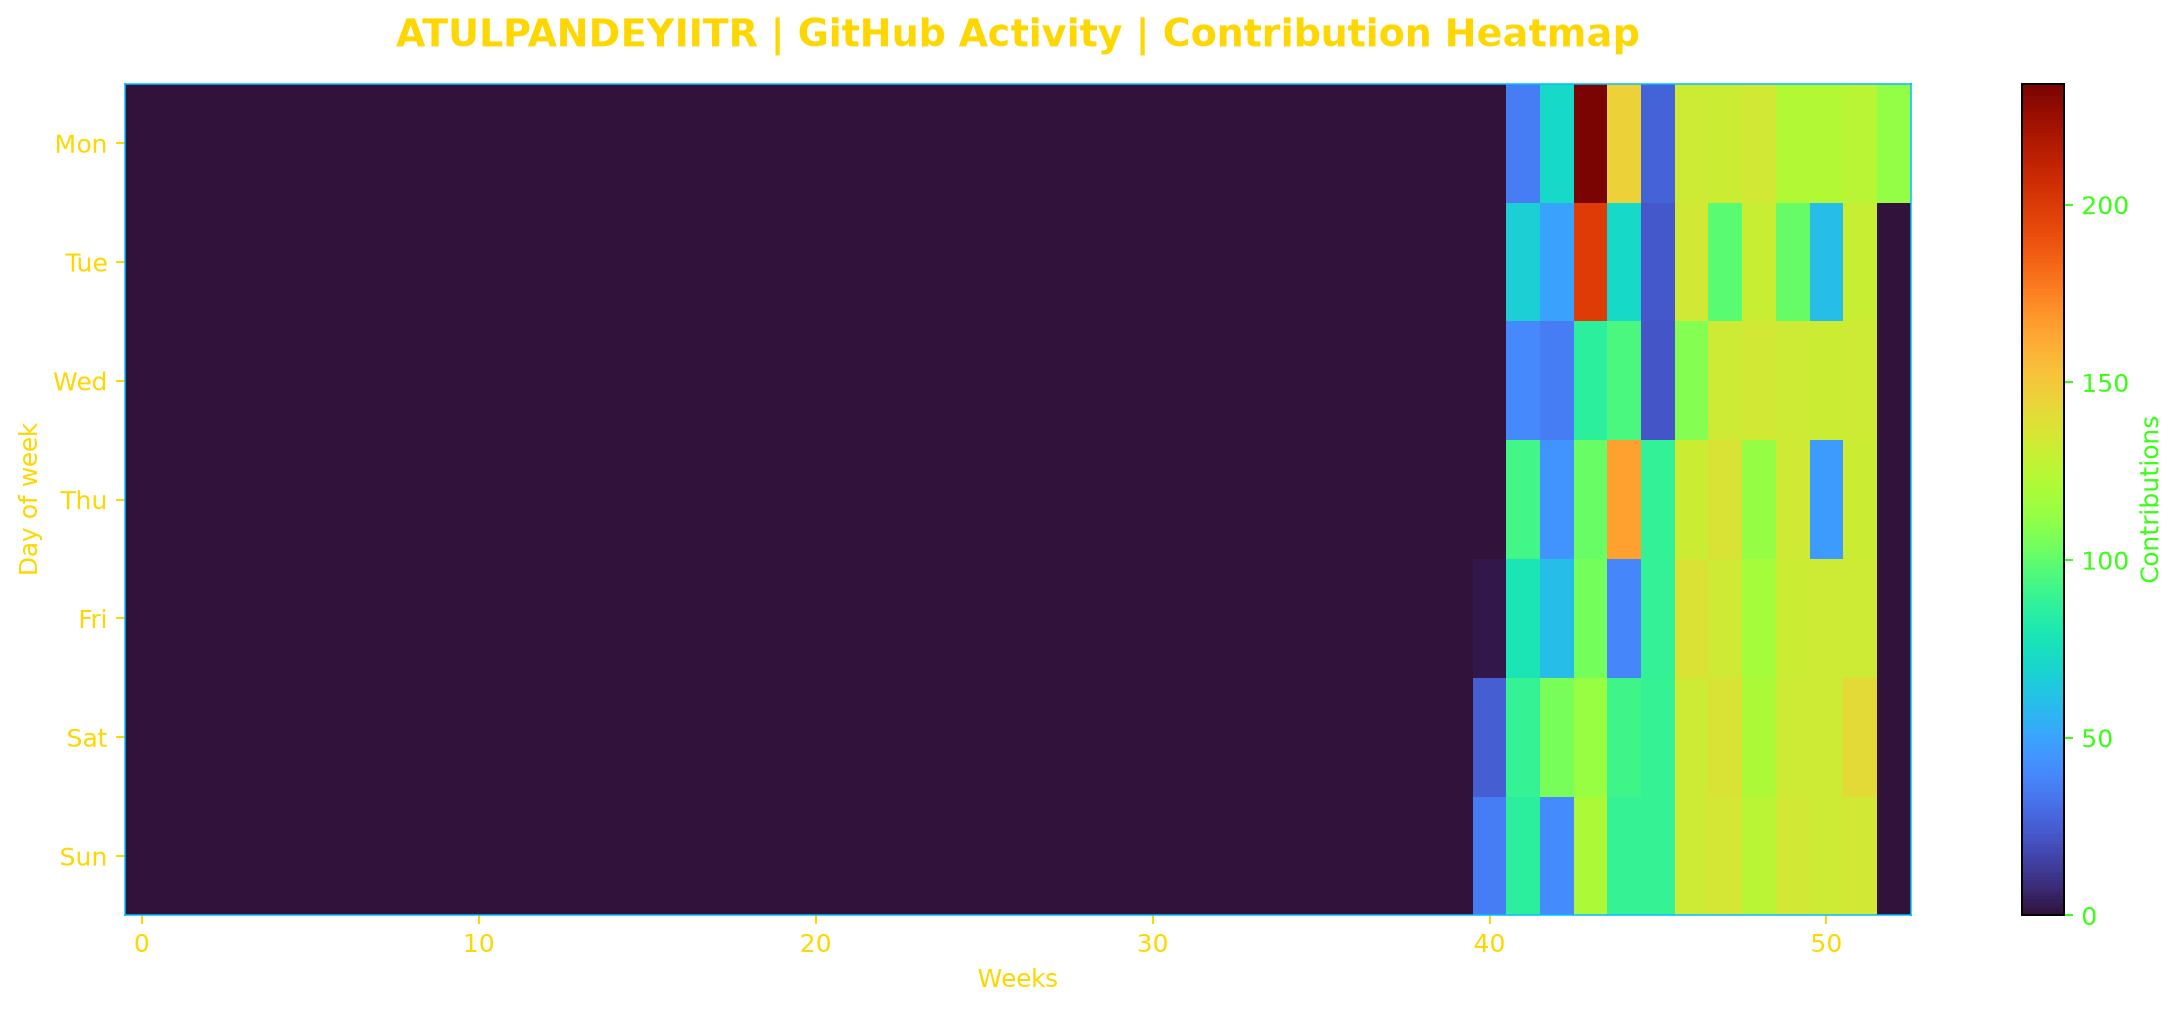 ATULPANDEYIITR | GitHub Activity | Contribution Heatmap
Mon
Tue
Wed
Thu
Fri
Sat
Sun
Day of week
0 10 20 30 40 50
Weeks
200
150
100
50
0
Contributions